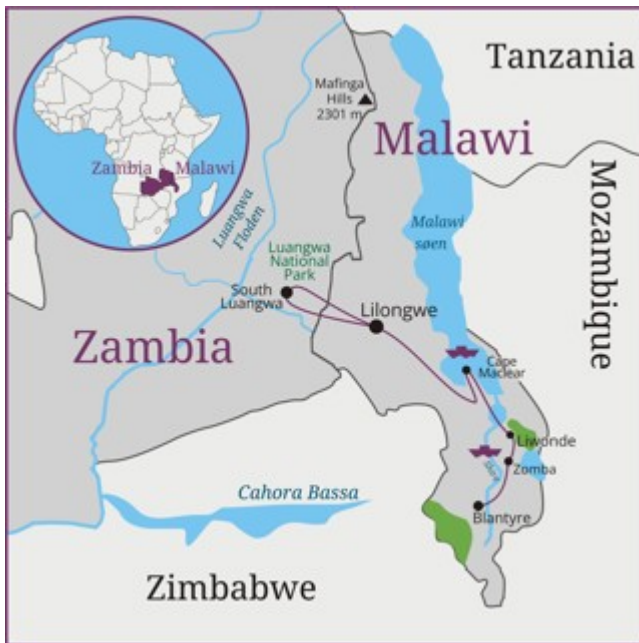 Tanzania
Mafinga
Hills
2301 m
Malawi
Zambia
Malawi
Mozambique
Luangwa
Floden
Malawi
søen
Luangwa
National
Park
South
Luangwa
Lilongwe
Zambia
Cape
Maclear
Liwonde
Zomba
Cahora Bassa
Blantyre
Zimbabwe